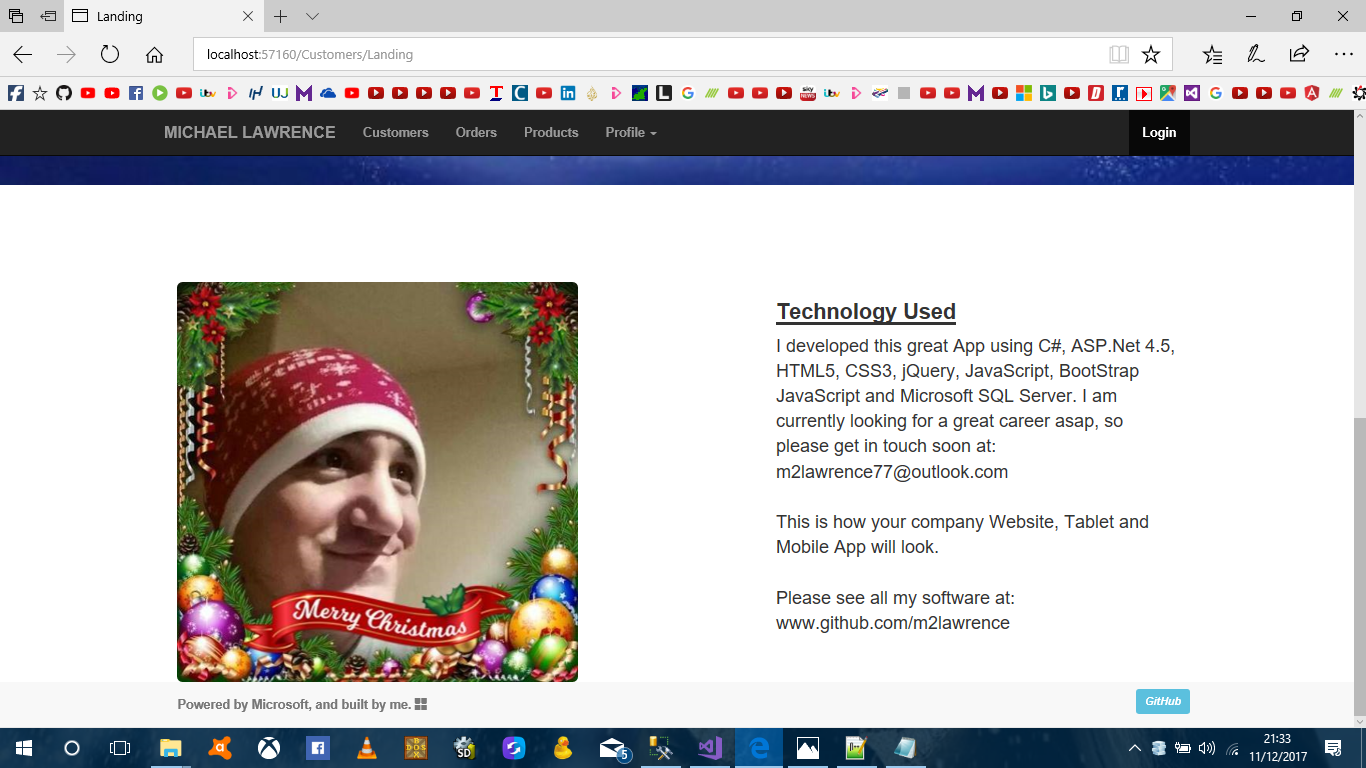 Landing
localhost:57160/Customers/Landing
MICHAEL LAWRENCE Customers Orders Products Profile Login
Technology Used
I developed this great App using C#, ASP.Net 4.5,
HTML5, CSS3, jQuery, JavaScript, BootStrap
JavaScript and Microsoft SQL Server. I am
currently looking for a great career asap, so
please get in touch soon at:
m2lawrence77@outlook.com
This is how your company Website, Tablet and
Mobile App will look.
Please see all my software at:
www.github.com/m2lawrence
Merry Christmas
Powered by Microsoft, and built by me.
GitHub
21:33
11/12/2017